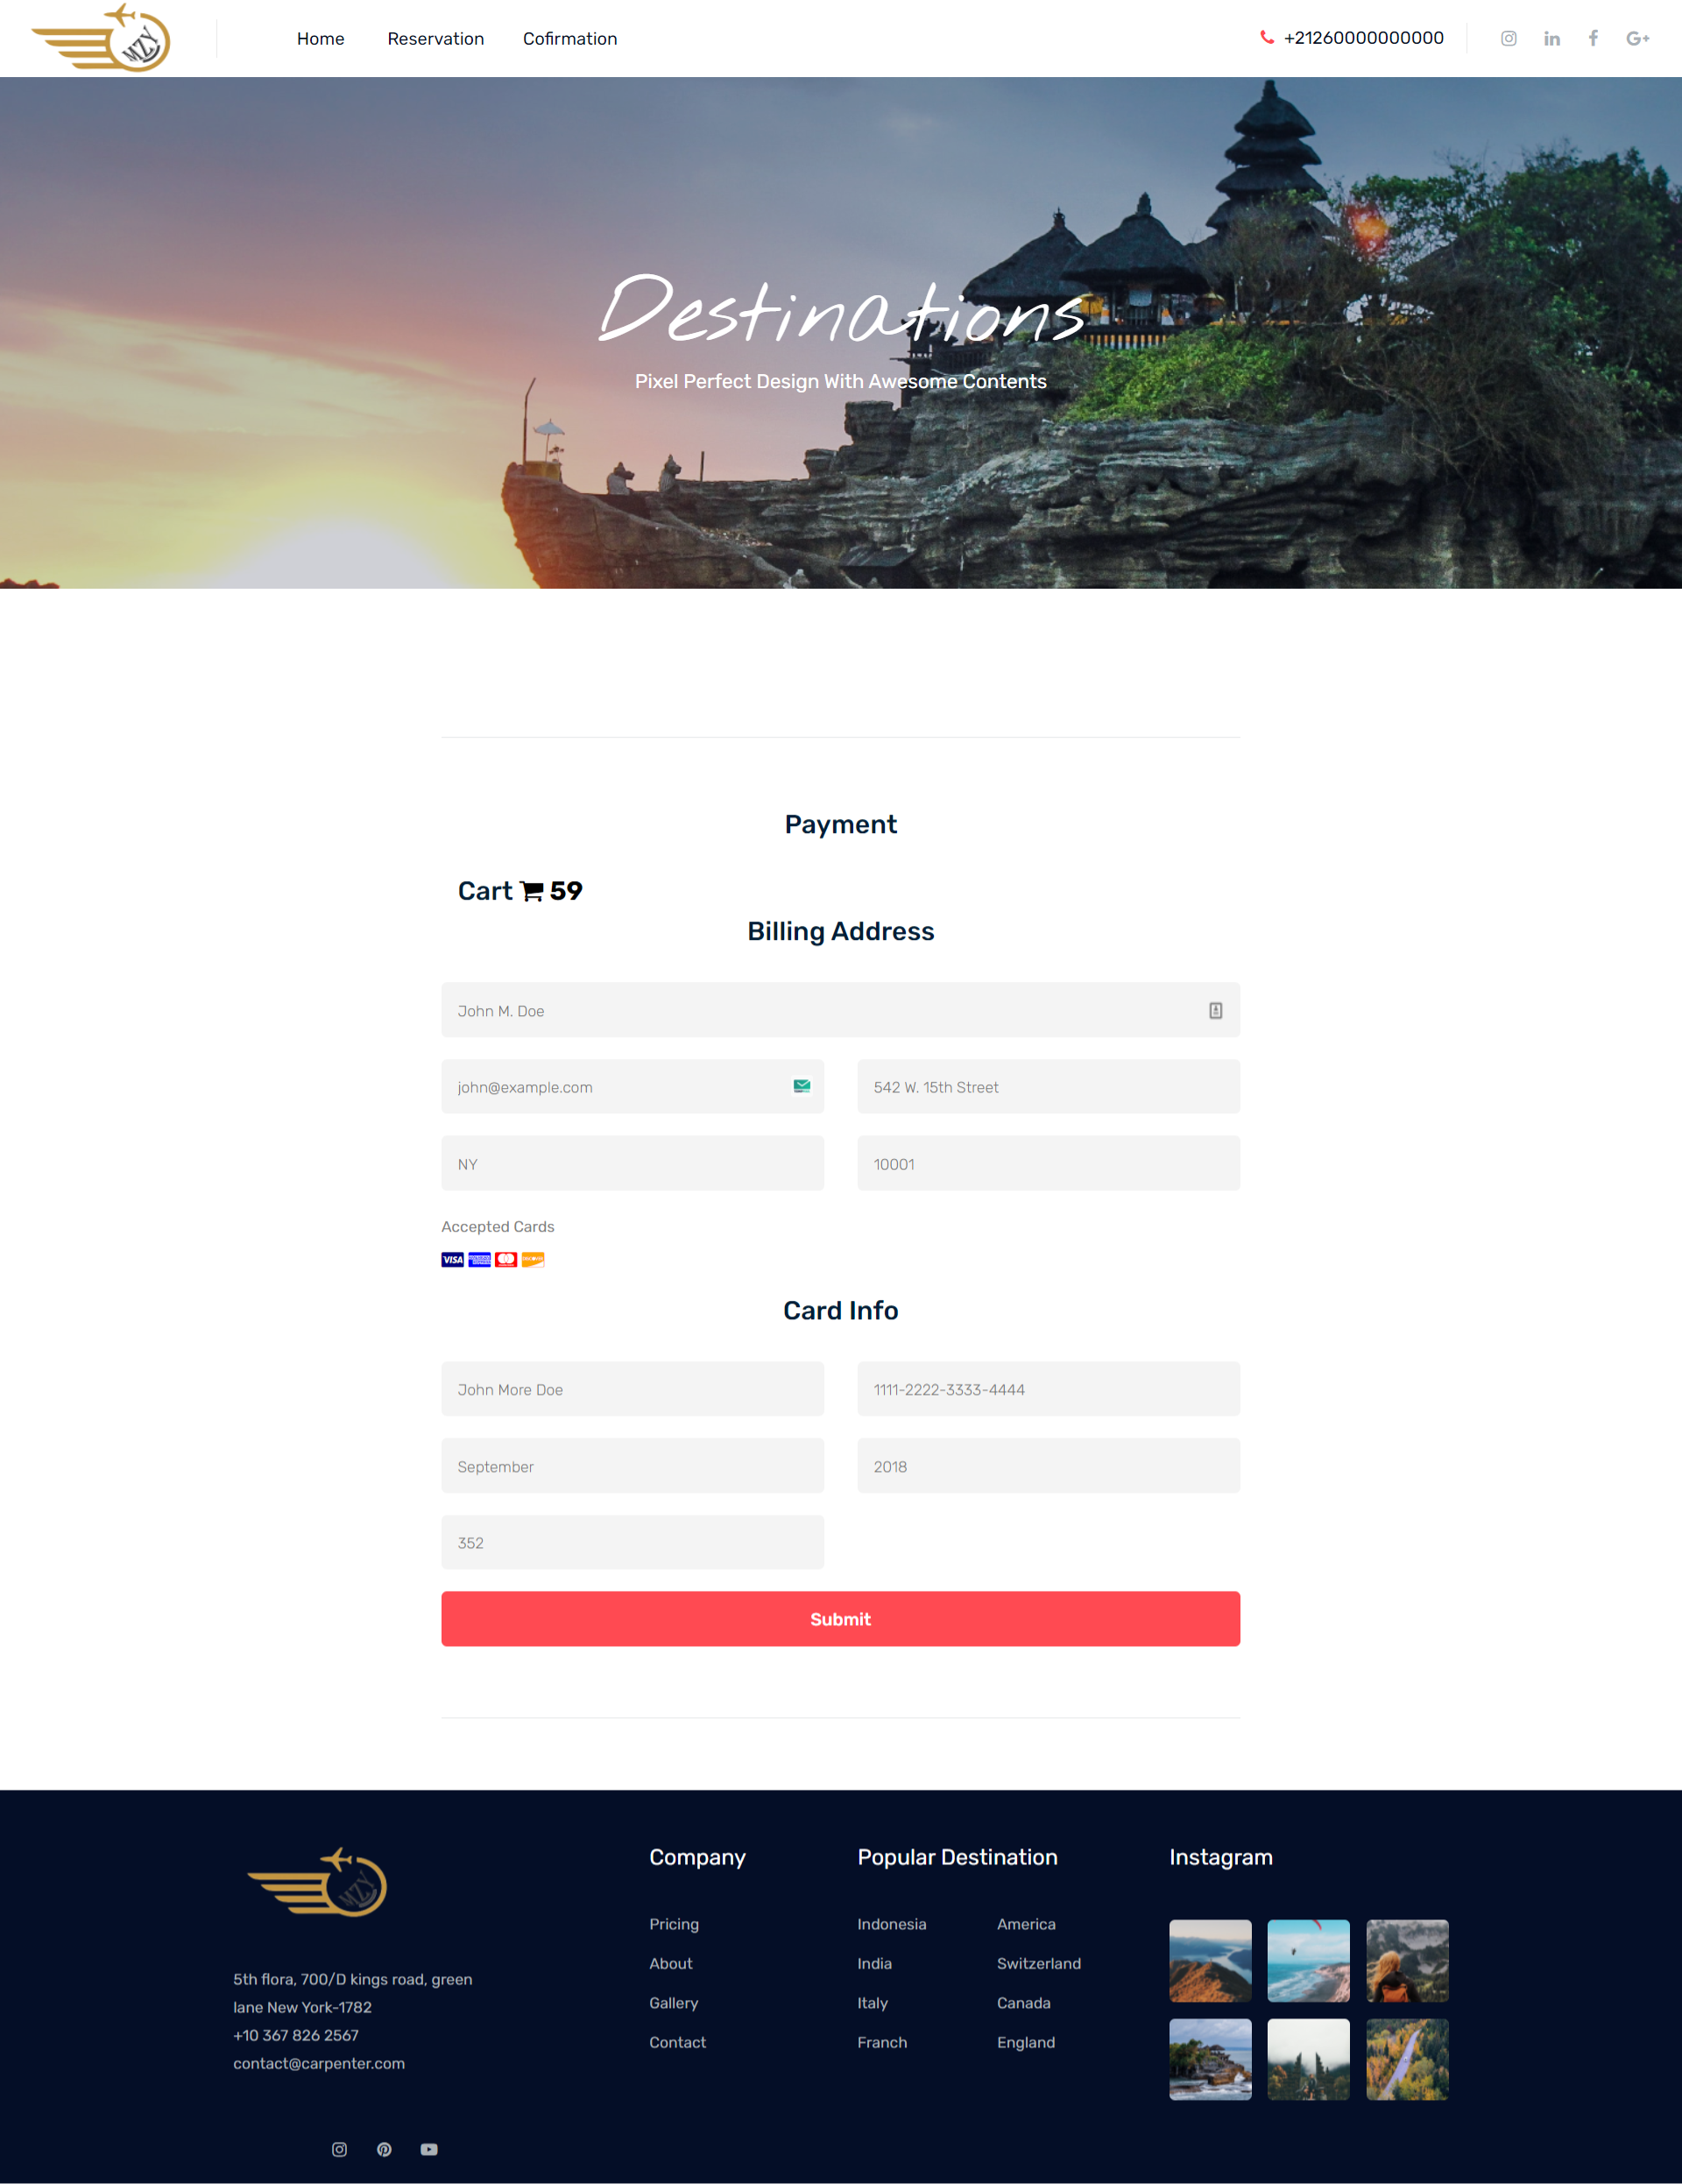 MZY
Home Reservation Cofirmation +21260000000000
Destinations
Pixel Perfect Design With Awesome Contents
Payment
Cart 59
Billing Address
John M. Doe
john@example.com 542 W. 15th Street
NY 10001
Accepted Cards
VISA
Card Info
John More Doe 1111-2222-3333-4444
September 2018
352
Submit
MZY
Company Popular Destination Instagram
Pricing Indonesia America
About India Switzerland
Gallery Italy Canada
Contact Franch England
5th flora, 700/D kings road, green
lane New York-1782
+10 367 826 2567
contact@carpenter.com